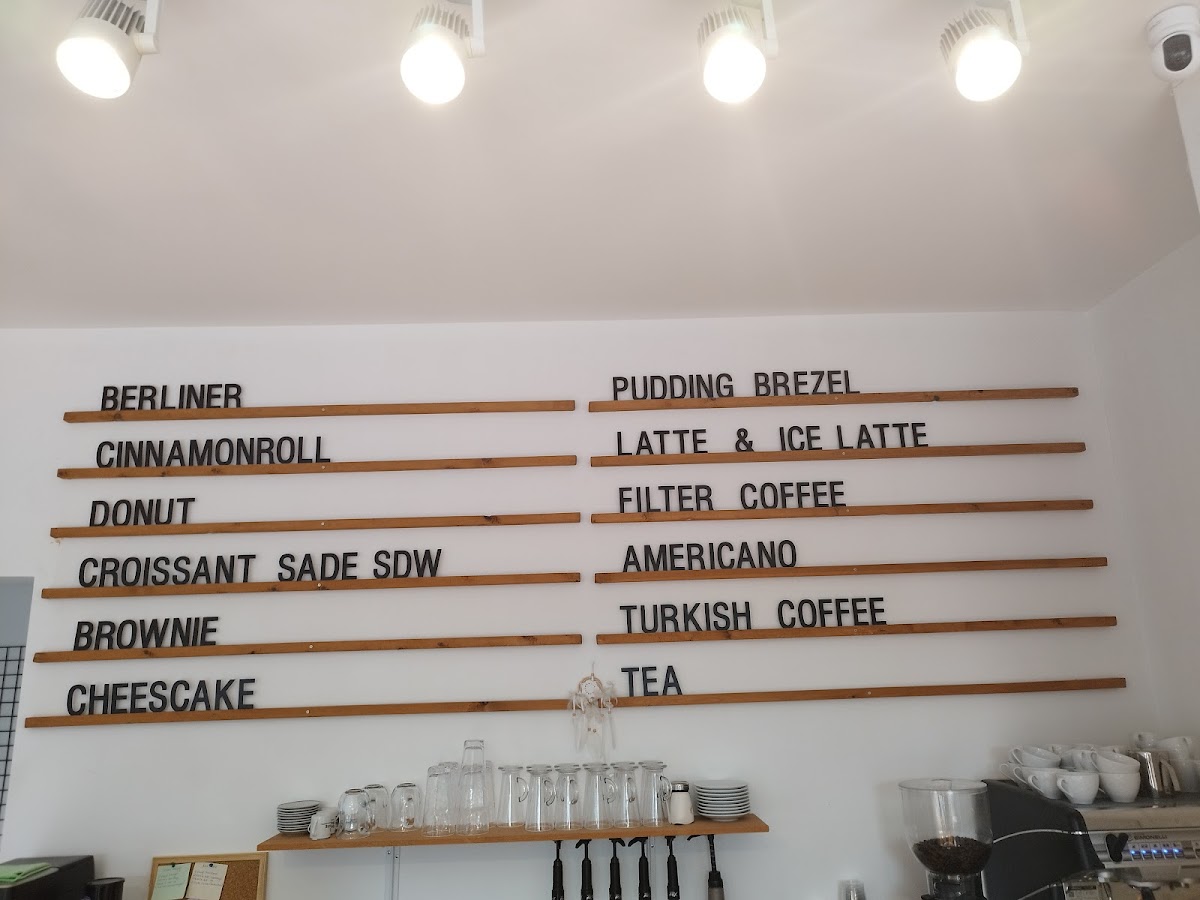 BERLINER
CINNAMONROLL
DONUT
CROISSANT SADE SDW
BROWNIE
CHEESCAKE
PUDDING BREZEL
LATTE & ICE LATTE
FILTER COFFEE
AMERICANO
TURKISH COFFEE
TEA